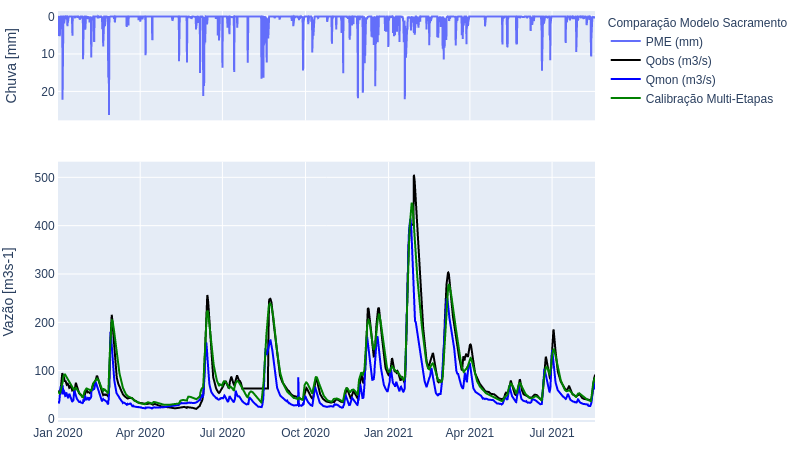 Comparação Modelo Sacramento
PME (mm)
Qobs (m3/s)
Qmon (m3/s)
Calibração Multi-Etapas
Chuva [mm]
0
10
20
Vazão [m3s-1]
500
400
300
200
100
0
Jan 2020
Apr 2020
Jul 2020
Oct 2020
Jan 2021
Apr 2021
Jul 2021